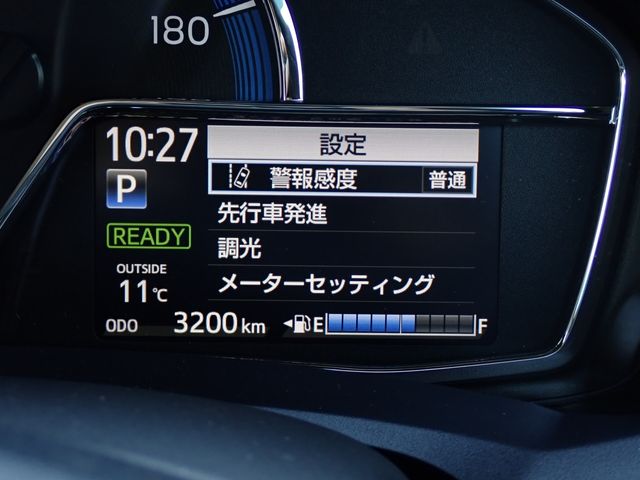 180
10:27
設定
P
警報感度 普通
先行車発進
READY
調光
OUTSIDE
11℃
メーターセッティング
ODO 3200 km
E F